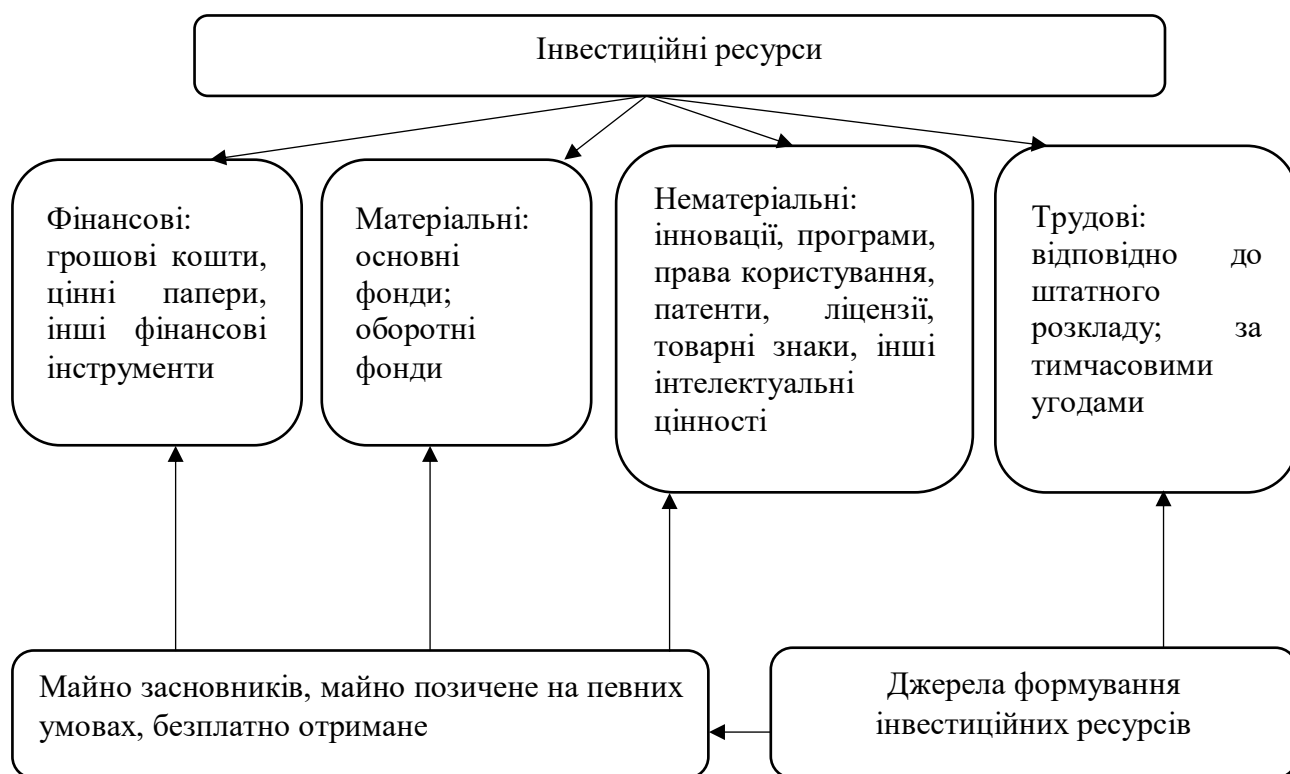 Інвестиційні ресурси
Фінансові:
грошові кошти,
цінні папери,
інші фінансові
інструменти
Матеріальні:
основні
фонди;
оборотні
фонди
Нематеріальні:
інновації, програми,
права користування,
патенти, ліцензії,
товарні знаки, інші
інтелектуальні
цінності
Трудові:
відповідно до
штатного
розкладу; за
тимчасовими
угодами
Майно засновників, майно позичене на певних
умовах, безплатно отримане
Джерела формування
інвестиційних ресурсів